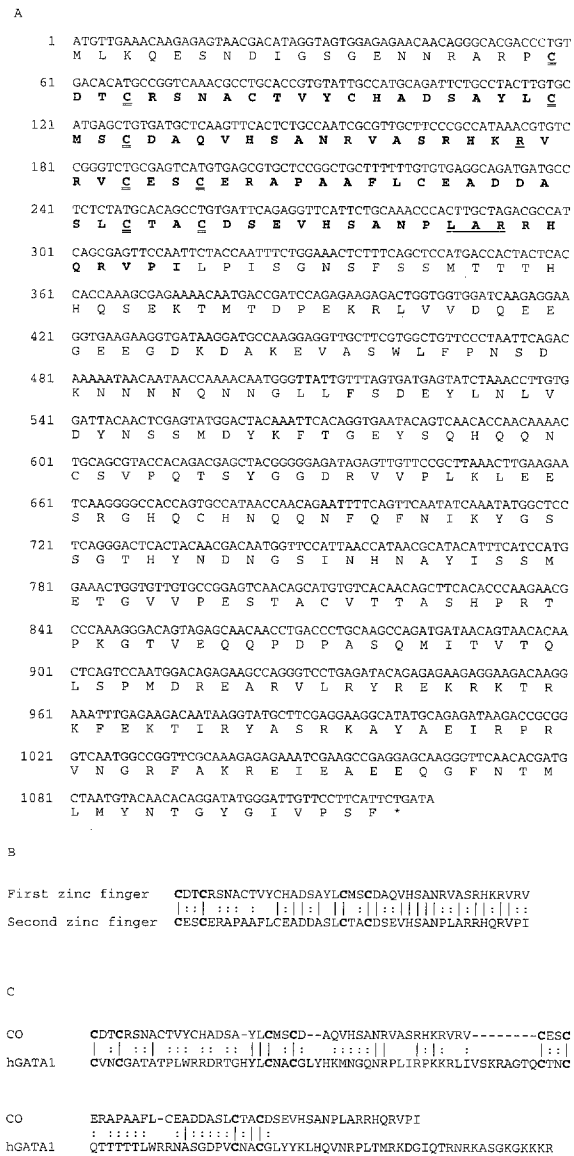 A
1 ATGTTGAAACAAGAGAGTAACGACATAGGTAGTGGAGAGAACAACAGGGCACGACCCTGT
M L K Q E S N D I G S G E N N R A R P C
61 GACACATGCCGGTCAAACGCCTGCACCGTGTATTGCCATGCAGATTCTGCCTACTTGTGC
D T C R S N A C T V Y C H A D S A Y L C
121 ATGAGCTGTGATGCTCAAGTTCACTCTGCCAATCGCGTTGCTTCCCGCCATAAACGTGTC
M S C D A Q V H S A N R V A S R H K R V
181 CGGGTCTGCGAGTCATGTGAGCGTGCTCCGGCTGCTTTTTTGTGTGAGGCAGATGATGCC
R V C E S C E R A P A A F L C E A D D A
241 TCTCTATGCACAGCCTGTGATTCAGAGGTTCATTCTGCAAACCCACTTGCTAGACGCCAT
S L C T A C D S E V H S A N P L A R R H
301 CAGCGAGTTCCAATTCTACCAATTTCTGGAAACTCTTTCAGCTCCATGACCACTACTCAC
Q R V P I L P I S G N S F S S M T T T H
361 CACCAAAGCGAGAAAACAATGACCGATCCAGAGAAGAGACTGGTGGTGGATCAAGAGGAA
H Q S E K T M T D P E K R L V V D Q E E
421 GGTGAAGAAGGTGATAAGGATGCCAAGGAGGTTGCTTCGTGGCTGTTCCCTAATTCAGAC
G E E G D K D A K E V A S W L F P N S D
481 AAAAATAACAATAACCAAAACAATGGGTTATTGTTTAGTGATGAGTATCTAAACCTTGTG
K N N N N Q N N G L L F S D E Y L N L V
541 GATTACAACTCGAGTATGGACTACAAATTCACAGGTGAATACAGTCAACACCAACAAAAC
D Y N S S M D Y K F T G E Y S Q H Q Q N
601 TGCAGCGTACCACAGACGAGCTACGGGGGAGATAGAGTTGTTCCGCTTAAACTTGAAGAA
C S V P Q T S Y G G D R V V P L K L E E
661 TCAAGGGGCCACCAGTGCCATAACCAACAGAATTTTCAGTTCAATATCAAATATGGCTCC
S R G H Q C H N Q Q N F Q F N I K Y G S
721 TCAGGGACTCACTACAACGACAATGGTTCCATTAACCATAACGCATACATTTCATCCATG
S G T H Y N D N G S I N H N A Y I S S M
781 GAAACTGGTGTTGTGCCGGAGTCAACAGCATGTGTCACAACAGCTTCACACCCAAGAACG
E T G V V P E S T A C V T T A S H P R T
841 CCCAAAGGGACAGTAGAGCAACAACCTGACCCTGCAAGCCAGATGATAACAGTAACACAA
P K G T V E Q Q P D P A S Q M I T V T Q
901 CTCAGTCCAATGGACAGAGAAGCCAGGGTCCTGAGATACAGAGAGAAGAGGAAGACAAGG
L S P M D R E A R V L R Y R E K R K T R
961 AAATTTGAGAAGACAATAAGGTATGCTTCGAGGAAGGCATATGCAGAGATAAGACCGCGG
K F E K T I R Y A S R K A Y A E I R P R
1021 GTCAATGGCCGGTTCGCAAAGAGAGAAATCGAAGCCGAGGAGCAAGGGTTCAACACGATG
V N G R F A K R E I E A E E Q G F N T M
1081 CTAATGTACAACACAGGATATGGGATTGTTCCTTCATTCTGATA
L M Y N T G Y G I V P S F *
B
First zinc finger CDTCRSNACTVYCHADSAYLCMSCDAQVHSANRVASRHKRVRV
Second zinc finger CESCERAPAAFLCEADDASLCTACDSEVHSANPLARRHQRVPI
C
CO CDTCRSNACTVYCHADSA-YLCMSCD--AQVHSANRVASRHKRVRV--------CESC
hGATA1 CVNCGATATPLWRRDRTGHYLCNACGLYHKMNGQNRPLIRPKKRLIVSKRAGTQCTNC
CO ERAPAAFL-CEADDASLCTACDSEVHSANPLARRHQRVPI
hGATA1 QTTTTTLWRRNASGDPVCNACGLYYKLHQVNRPLTMRKDGIQTRNRKASGKGKKKR